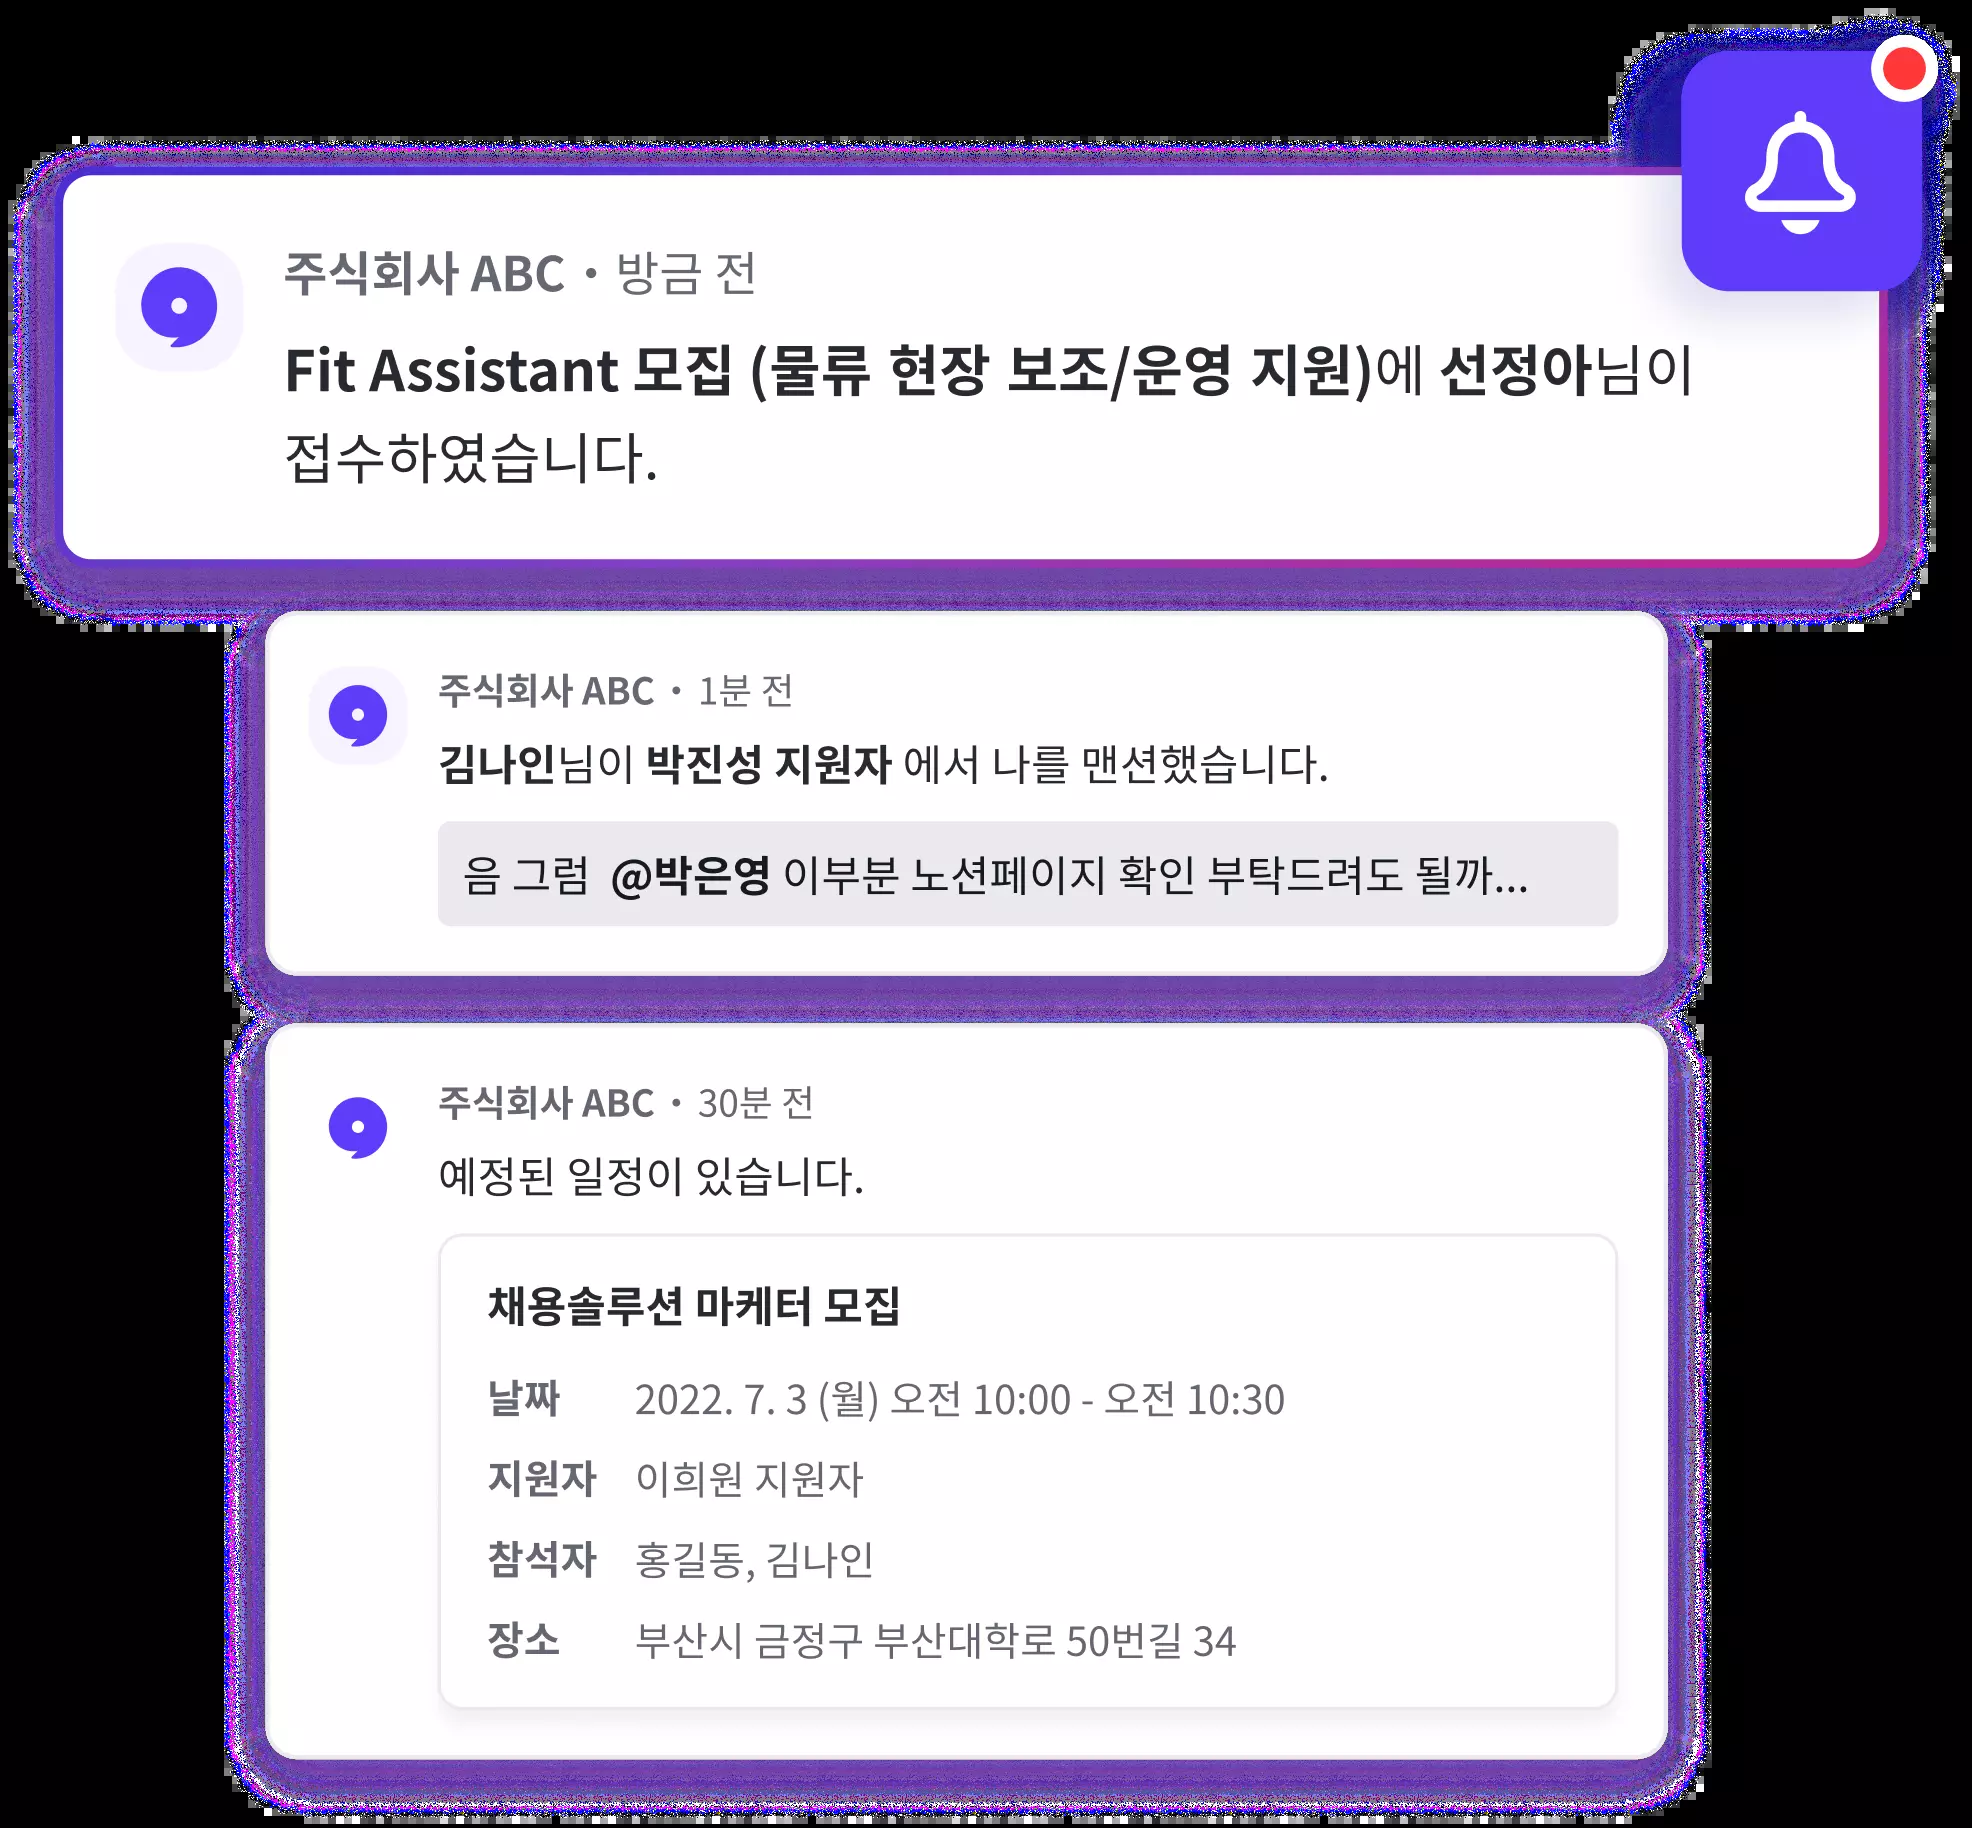 주식회사 ABC • 방금 전
Fit Assistant 모집 (물류 현장 보조/운영 지원)에 선정아님이
접수하였습니다.
주식회사 ABC • 1분 전
김나인님이 박진성 지원자 에서 나를 맨션했습니다.
음 그럼 @박은영 이부분 노션페이지 확인 부탁드려도 될까...
주식회사 ABC • 30분 전
예정된 일정이 있습니다.
채용솔루션 마케터 모집
날짜 2022. 7. 3 (월) 오전 10:00 - 오전 10:30
지원자 이희원 지원자
참석자 홍길동, 김나인
장소 부산시 금정구 부산대학로 50번길 34